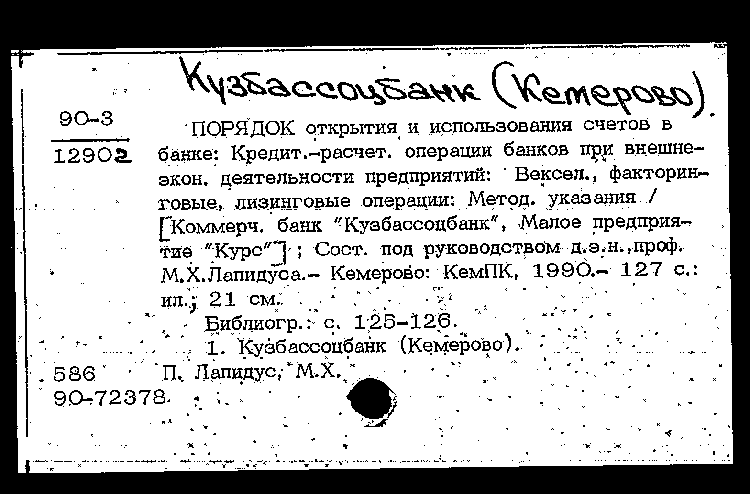 Кузбассоцбанк (Кемерово).
90-3
12902
ПОРЯДОК открытия и использования счетов в
банке: Кредит.-расчет. операции банков при внешне-
экон. деятельности предприятий: Вексел., факторин-
говые, лизинговые операции: Метод. указания /
[Коммерч. банк "Кузбассоцбанк", Малое предприя-
тие "Курс"] ; Сост. под руководством д.э.н.,проф.
М.Х.Лапидуса.- Кемерово: КемПК, 1990.- 127 с.:
ил.; 21 см.
Библиогр.: с. 125-126.
1. Кузбассоцбанк (Кемерово).
586 П. Лапидус, М.Х.
90-72378